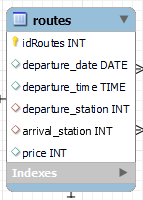 routes
idRoutes INT
departure_date DATE
departure_time TIME
departure_station INT
arrival_station INT
price INT
Indexes